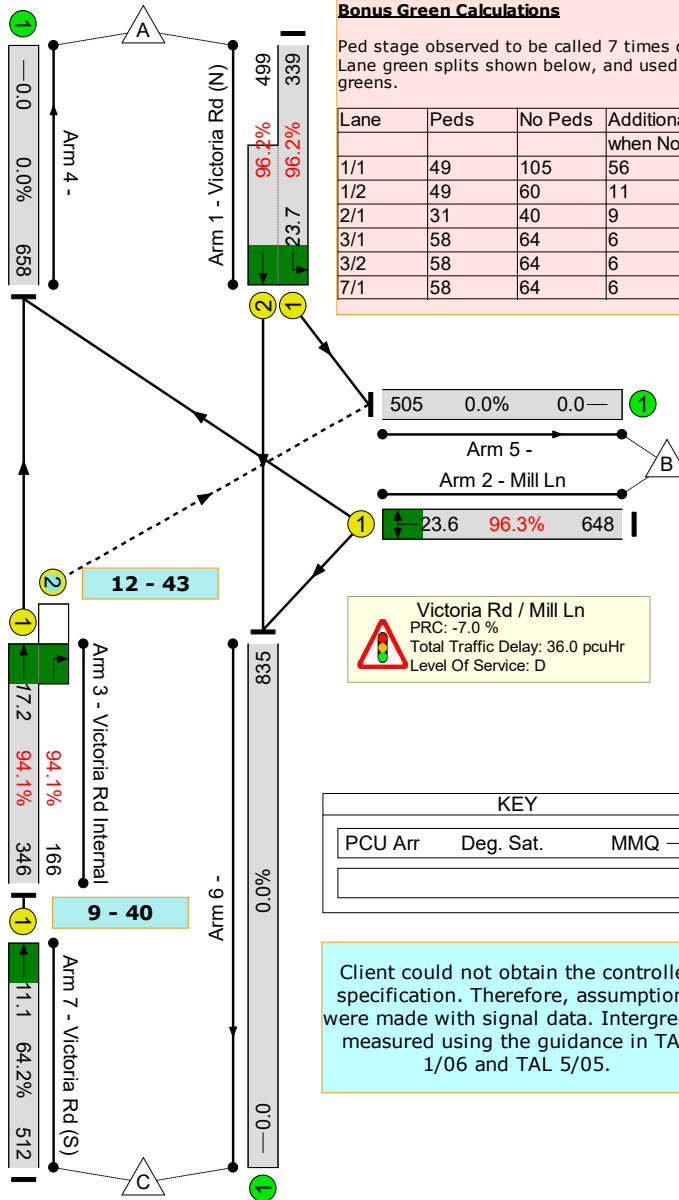 Bonus Green Calculations
Ped stage observed to be called 7 times
Lane green splits shown below, and used
greens.
Lane Peds No Peds
when No
1/1 49 105 56
1/2 49 60 11
2/1 31 40 9
3/1 58 64 6
3/2 58 64 6
7/1 58 64 6
A
1
0.0 0.0% 658
Arm 4 -
Arm 1 - Victoria Rd (N)
499 96.2%
339 96.2% 23.7
2
1
505 0.0% 0.0
1
Arm 5 -
B
Arm 2 - Mill Ln
1
23.6 96.3% 648
2
12 - 43
1
Victoria Rd / Mill Ln
PRC: -7.0 %
Total Traffic Delay: 36.0 pcuHr
Level Of Service: D
17.2 94.1% 346
94.1% 166
Arm 3 - Victoria Rd Internal
835 0.0% 0.0
Arm 6 -
1
9 - 40
KEY
PCU Arr Deg. Sat. MMQ
11.1 64.2% 512
Arm 7 - Victoria Rd (S)
Client could not obtain the
specification. Therefore,
were made with signal data.
measured using the guidance in
1/06 and TAL 5/05.
C
1